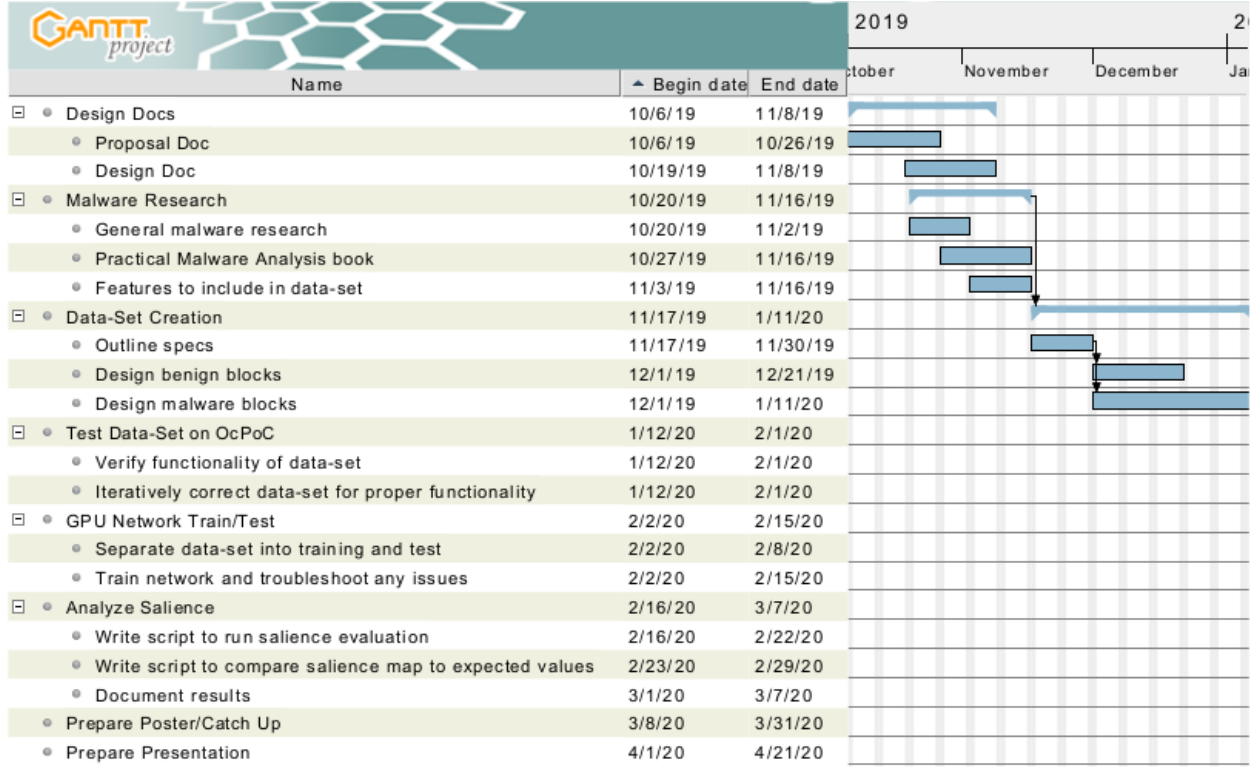 GANTT project
2019
tober November December Ja
Name Begin date End date
Design Docs 10/6/19 11/8/19
Proposal Doc 10/6/19 10/26/19
Design Doc 10/19/19 11/8/19
Malware Research 10/20/19 11/16/19
General malware research 10/20/19 11/2/19
Practical Malware Analysis book 10/27/19 11/16/19
Features to include in data-set 11/3/19 11/16/19
Data-Set Creation 11/17/19 1/11/20
Outline specs 11/17/19 11/30/19
Design benign blocks 12/1/19 12/21/19
Design malware blocks 12/1/19 1/11/20
Test Data-Set on OcPoC 1/12/20 2/1/20
Verify functionality of data-set 1/12/20 2/1/20
Iteratively correct data-set for proper functionality 1/12/20 2/1/20
GPU Network Train/Test 2/2/20 2/15/20
Separate data-set into training and test 2/2/20 2/8/20
Train network and troubleshoot any issues 2/2/20 2/15/20
Analyze Salience 2/16/20 3/7/20
Write script to run salience evaluation 2/16/20 2/22/20
Write script to compare salience map to expected values 2/23/20 2/29/20
Document results 3/1/20 3/7/20
Prepare Poster/Catch Up 3/8/20 3/31/20
Prepare Presentation 4/1/20 4/21/20